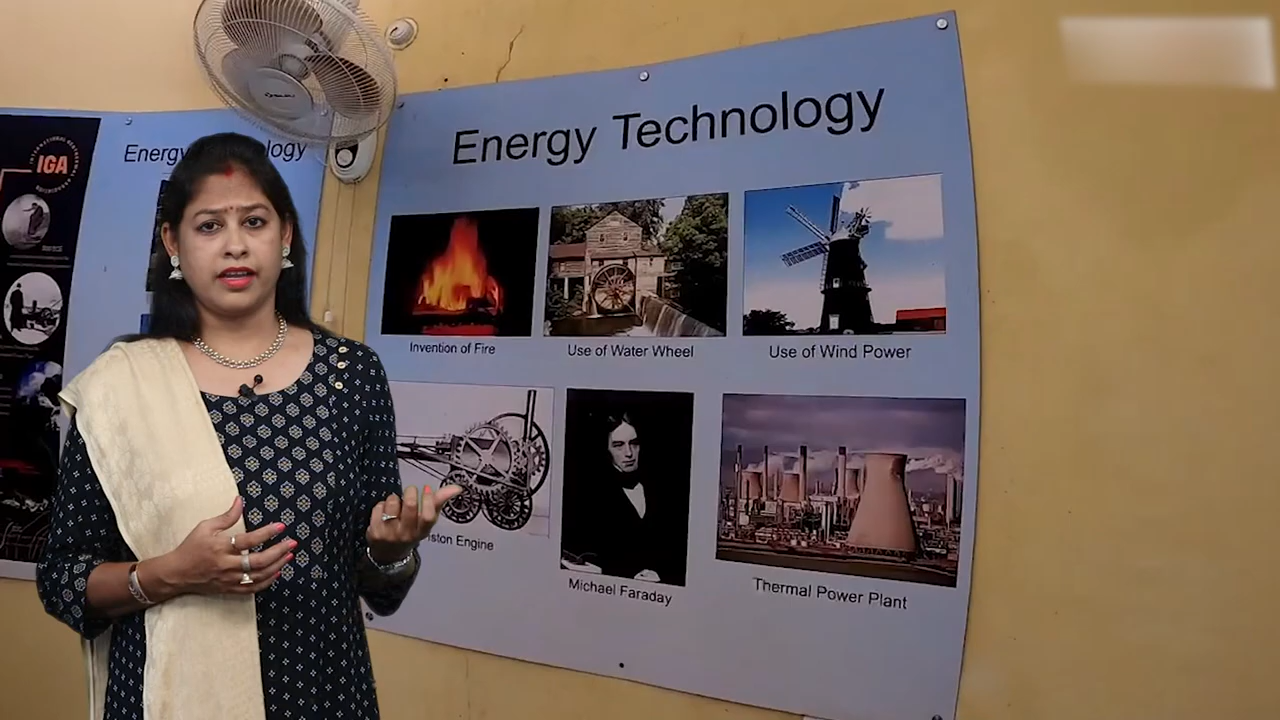 Energy Technology
IGA
Energy
Invention of Fire
Use of Water Wheel
Use of Wind Power
Engine
Michael Faraday
Thermal Power Plant